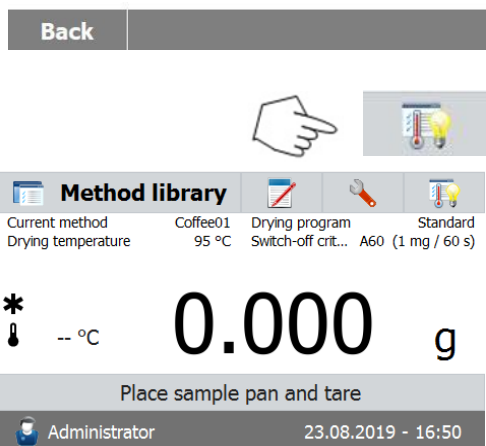 Back
Method library
Current method Coffee01 Drying program Standard
Drying temperature 95 °C Switch-off crit... A60 (1 mg / 60 s)
-- °C 0.000 g
Place sample pan and tare
Administrator 23.08.2019 - 16:50